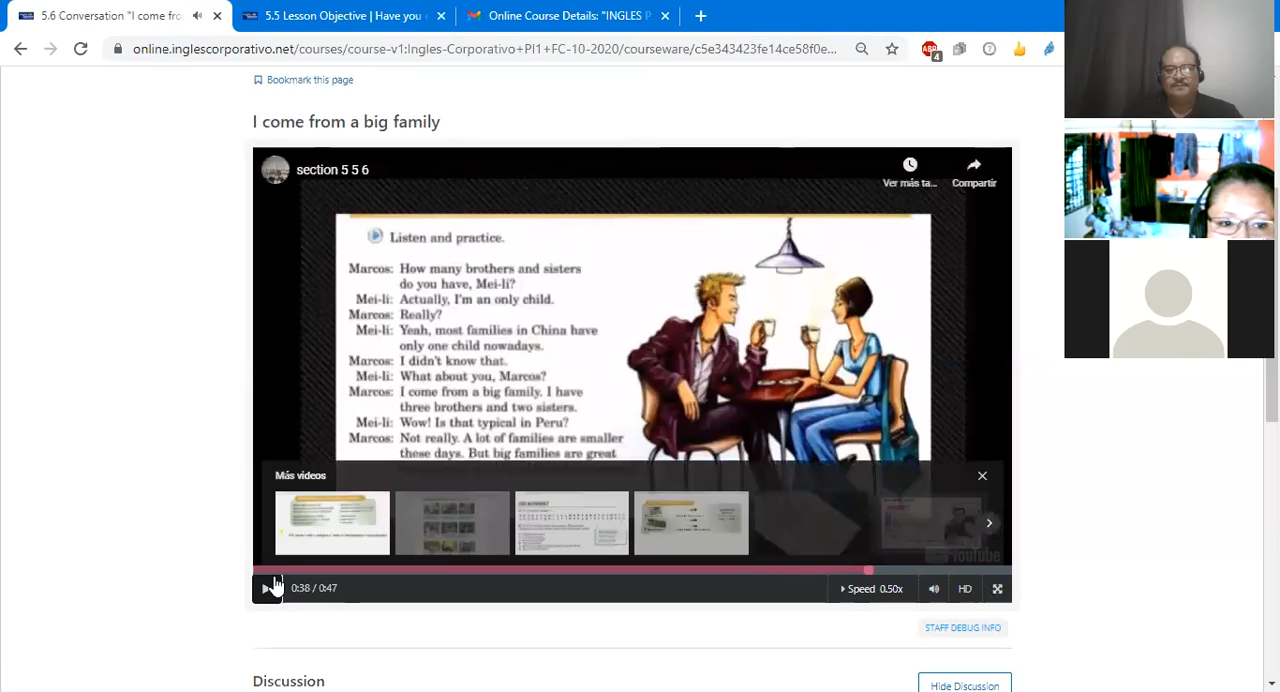 5.6 Conversation "I come fro
5.5 Lesson Objective | Have you
Online Course Details: "INGLES P
online.inglescorporativo.net/courses/course-v1:Ingles-Corporativo+PI1+FC-10-2020/courseware/c5e343423fe14ce58f0e...
ABP
4
Bookmark this page
I come from a big family
section 5 5 6
Ver más ta...
Compartir
Listen and practice.
Marcos: How many brothers and sisters
do you have, Mei-li?
Mei-li: Actually, I'm an only child.
Marcos: Really?
Mei-li: Yeah, most families in China have
only one child nowadays.
Marcos: I didn't know that.
Mei-li: What about you, Marcos?
Marcos: I come from a big family. I have
three brothers and two sisters.
Mei-li: Wow! Is that typical in Peru?
Marcos: Not really. A lot of families are smaller
these days. But big families are great
Más videos
YouTube
0:38 / 0:47
Speed 0.50x
HD
STAFF DEBUG INFO
Discussion
Hide Discussion